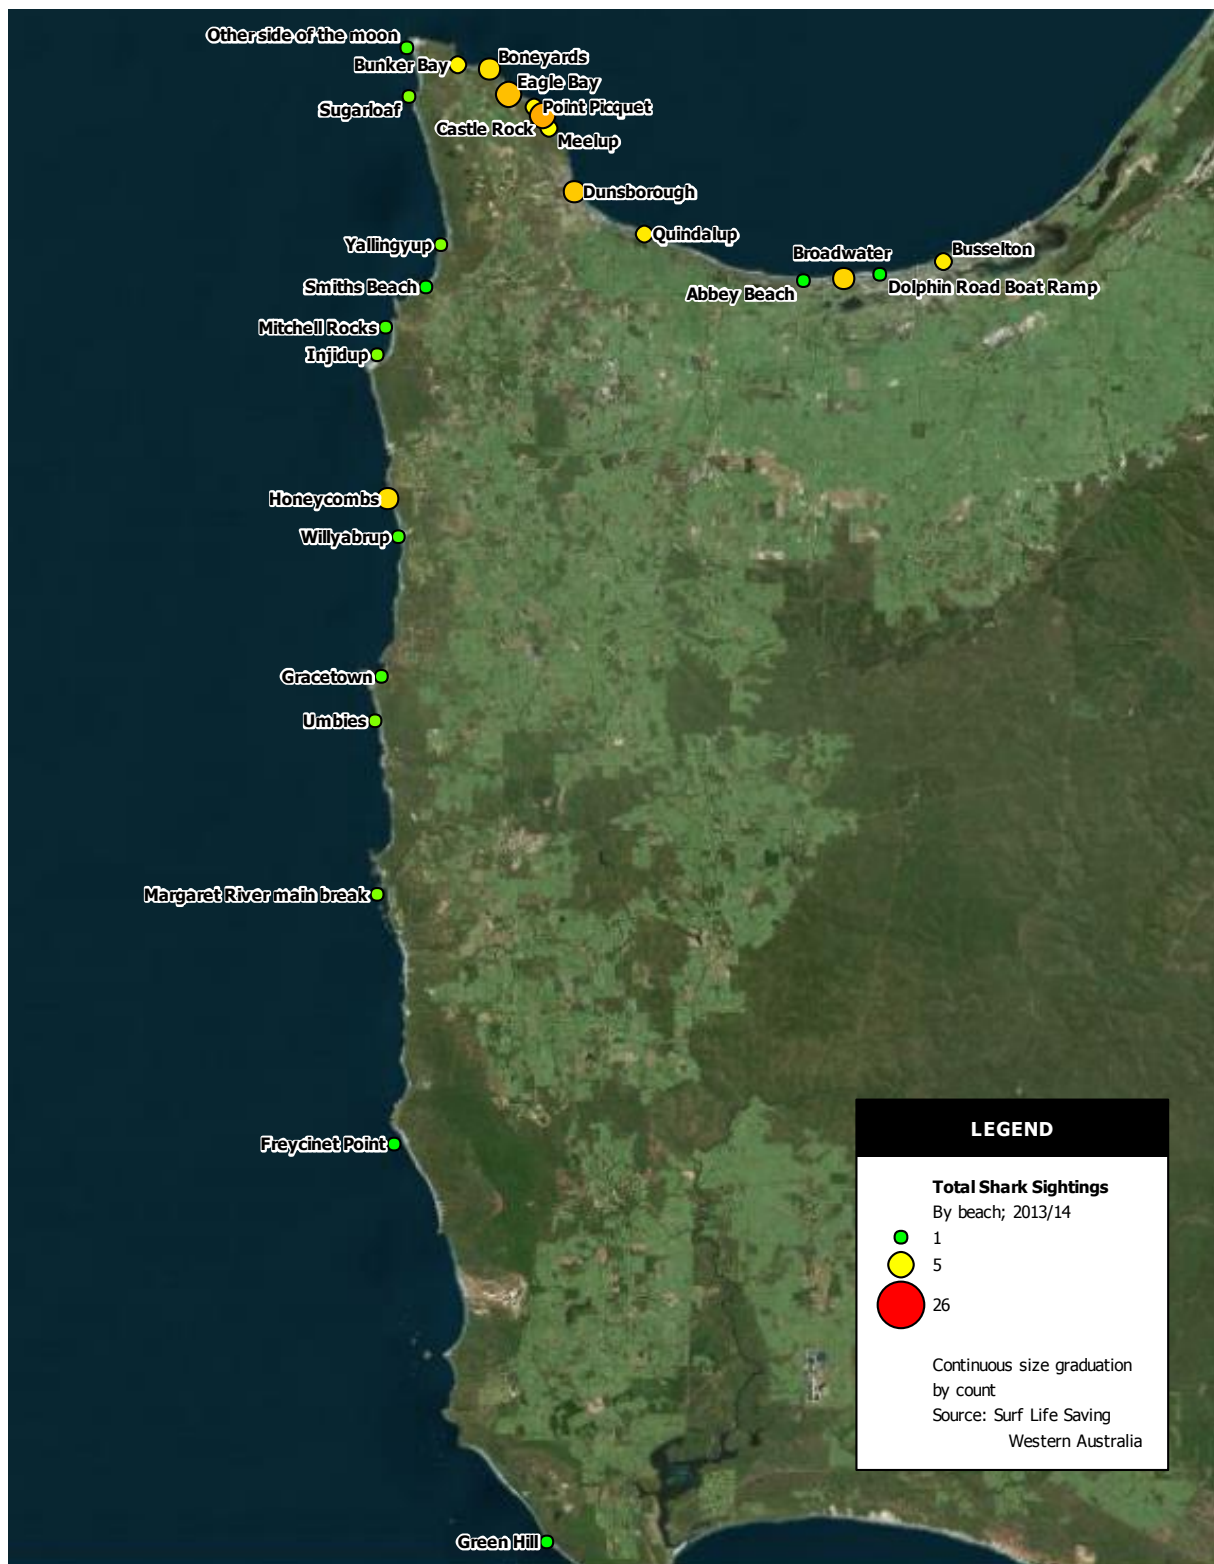 Other side of the moon
Bunker Bay
Boneyards
Eagle Bay
Sugarloaf
Point Picquet
Castle Rock
Meelup
Dunsborough
Quindalup
Yallingyup
Broadwater
Busselton
Smiths Beach
Abbey Beach
Dolphin Road Boat Ramp
Mitchell Rocks
Injidup
Honeycombs
Willyabrup
Gracetown
Umbies
Margaret River main break
Freycinet Point
Green Hill
LEGEND
Total Shark Sightings
By beach; 2013/14
1
5
26
Continuous size graduation
by count
Source: Surf Life Saving
Western Australia